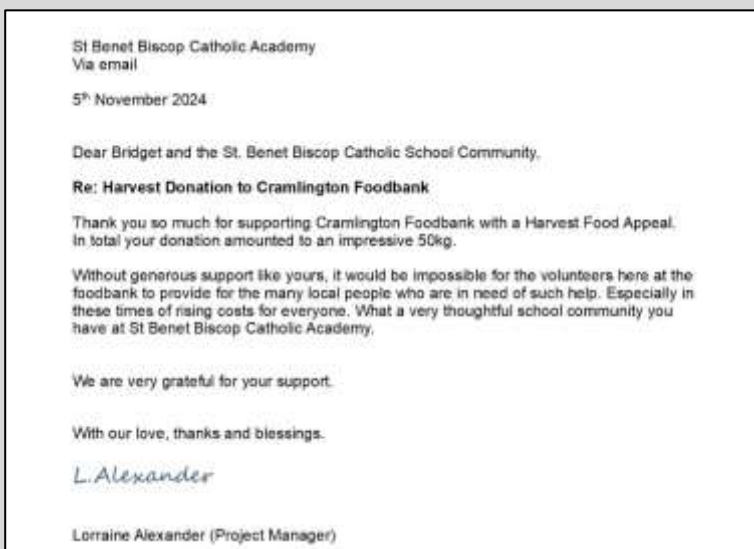 St Benet Biscop Catholic Academy
Via email
5th November 2024
Dear Bridget and the St. Benet Biscop Catholic School Community,
Re: Harvest Donation to Cramlington Foodbank
Thank you so much for supporting Cramlington Foodbank with a Harvest Food Appeal.
In total your donation amounted to an impressive 50kg.
Without generous support like yours, it would be impossible for the volunteers here at the
foodbank to provide for the many local people who are in need of such help. Especially in
these times of rising costs for everyone. What a very thoughtful school community you
have at St Benet Biscop Catholic Academy.
We are very grateful for your support.
With our love, thanks and blessings.
L.Alexander
Lorraine Alexander (Project Manager)